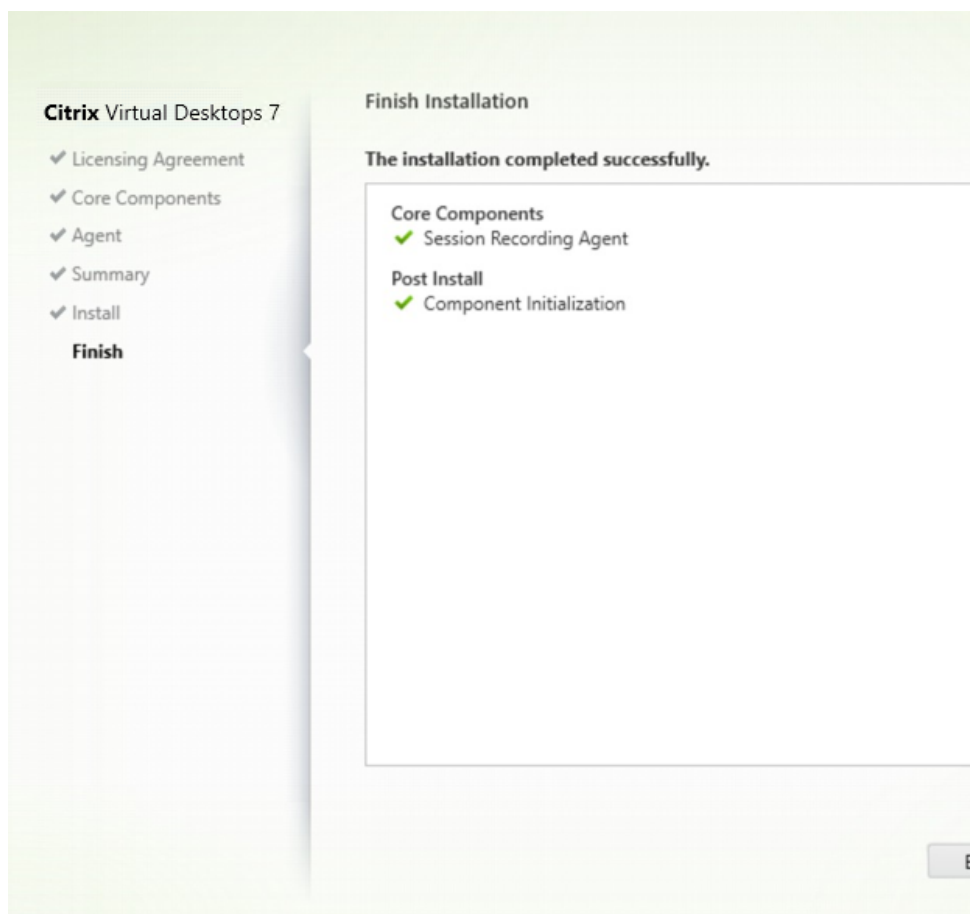 Citrix Virtual Desktops 7
Licensing Agreement
Core Components
Agent
Summary
Install
Finish
Finish Installation
The installation completed successfully.
Core Components
Session Recording Agent
Post Install
Component Initialization